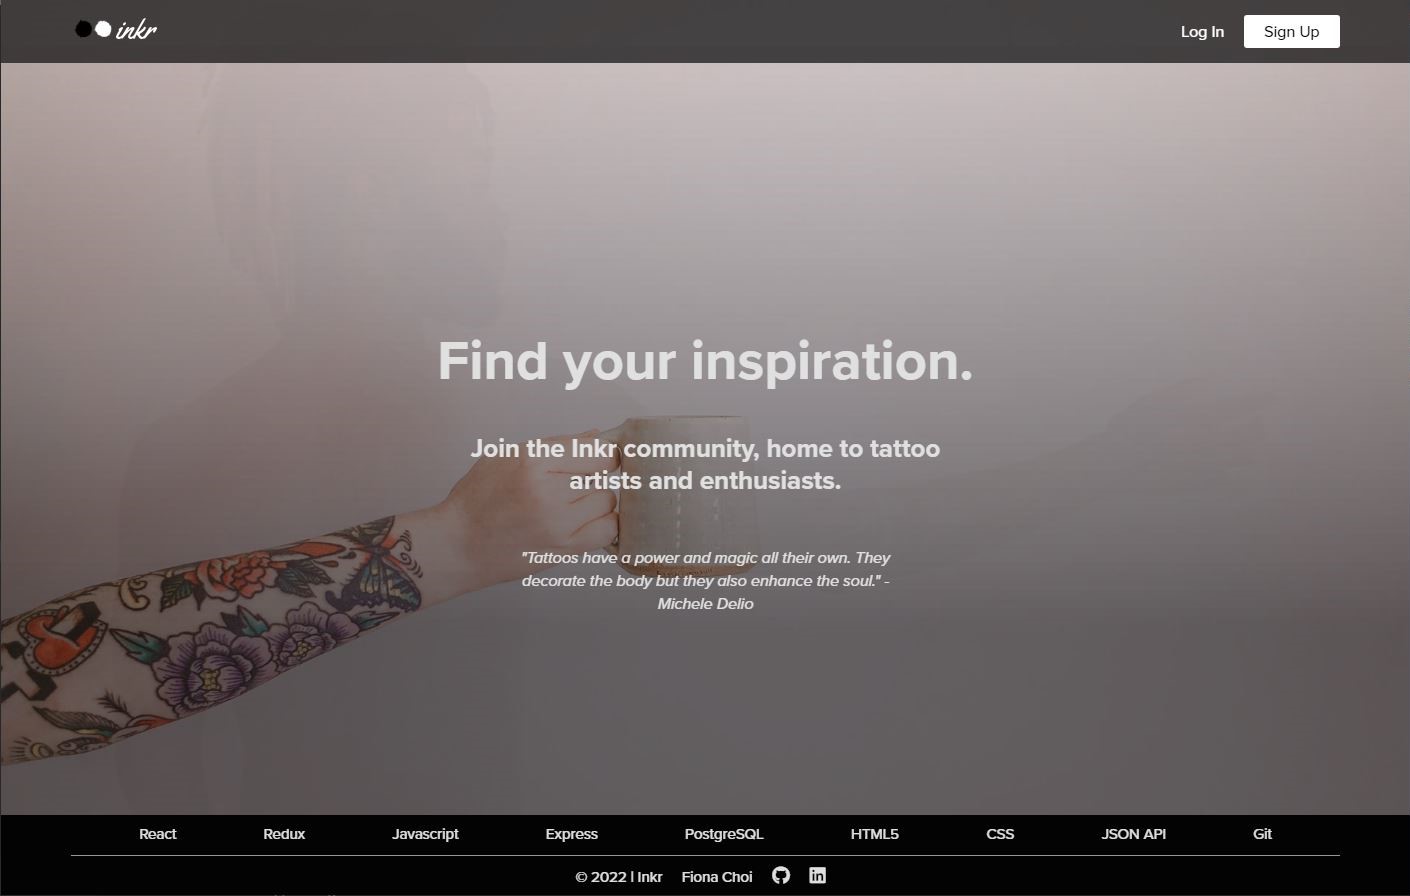 inkr
Log In
Sign Up
Find your inspiration.
Join the Inkr community, home to tattoo
artists and enthusiasts.
"Tattoos have a power and magic all their own. They
decorate the body but they also enhance the soul." -
Michele Delio
React
Redux
Javascript
Express
PostgreSQL
HTML5
CSS
JSON API
Git
© 2022 | Inkr
Fiona Choi
in